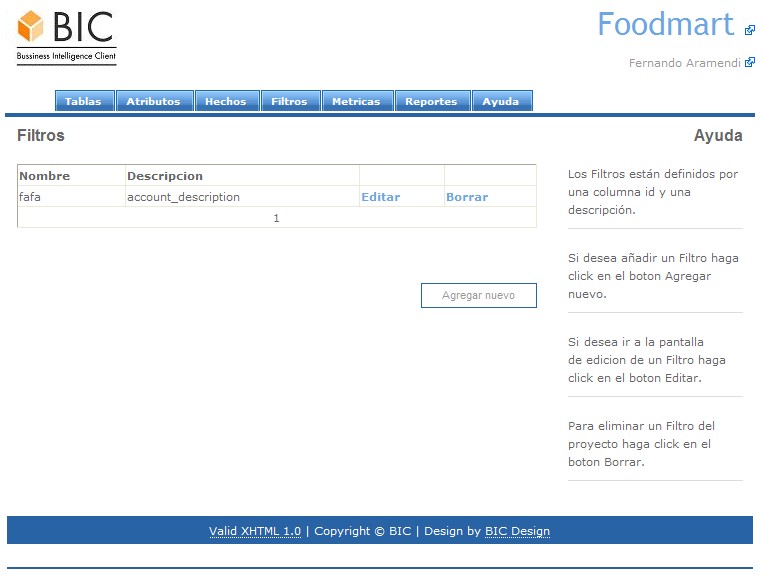 BIC
Bussiness Intelligence Client
Foodmart
Fernando Aramendi
Tablas Atributos Hechos Filtros Metricas Reportes Ayuda
Filtros
Nombre Descripcion
fafa account_description Editar Borrar
1
Agregar nuevo
Ayuda
Los Filtros están definidos por
una columna id y una
descripción.
Si desea añadir un Filtro haga
click en el boton Agregar
nuevo.
Si desea ir a la pantalla
de edicion de un Filtro haga
click en el boton Editar.
Para eliminar un Filtro del
proyecto haga click en el
boton Borrar.
Valid XHTML 1.0 | Copyright © BIC | Design by BIC Design